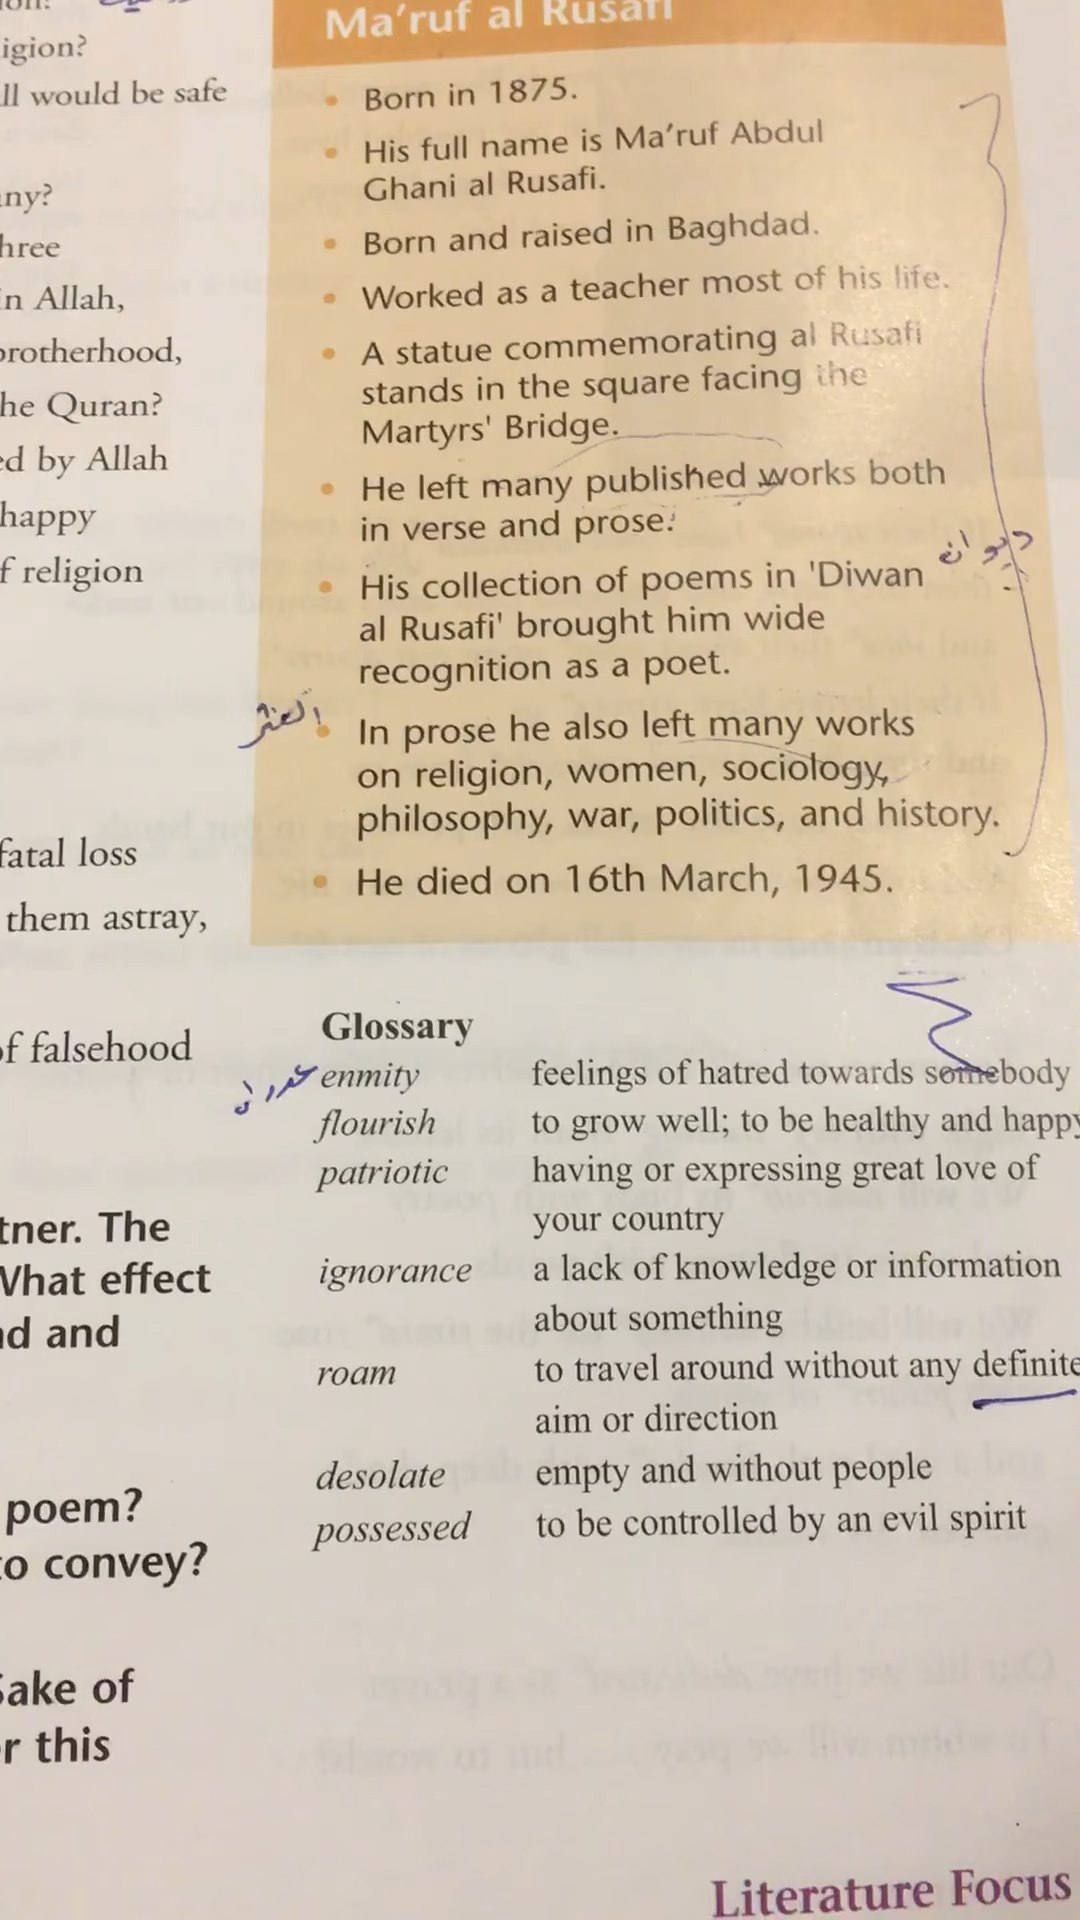 igion?
ll would be safe
ny?
hree
in Allah,
brotherhood,
he Quran?
ed by Allah
happy
f religion
fatal loss
them astray,
of falsehood
tner. The
What effect
nd and
poem?
to convey?
Sake of
r this
Ma'ruf al Rusafi
• Born in 1875.
• His full name is Ma'ruf Abdul
Ghani al Rusafi.
• Born and raised in Baghdad.
• Worked as a teacher most of his life.
• A statue commemorating al Rusafi
stands in the square facing the
Martyrs' Bridge.
• He left many published works both
in verse and prose.
ديوان
• His collection of poems in 'Diwan
al Rusafi' brought him wide
recognition as a poet.
• In prose he also left many works
on religion, women, sociology,
philosophy, war, politics, and history.
• He died on 16th March, 1945.
Glossary
enmity feelings of hatred towards somebody
flourish to grow well; to be healthy and happy
patriotic having or expressing great love of
your country
ignorance a lack of knowledge or information
about something
roam to travel around without any definite
aim or direction
desolate empty and without people
possessed to be controlled by an evil spirit
Literature Focus